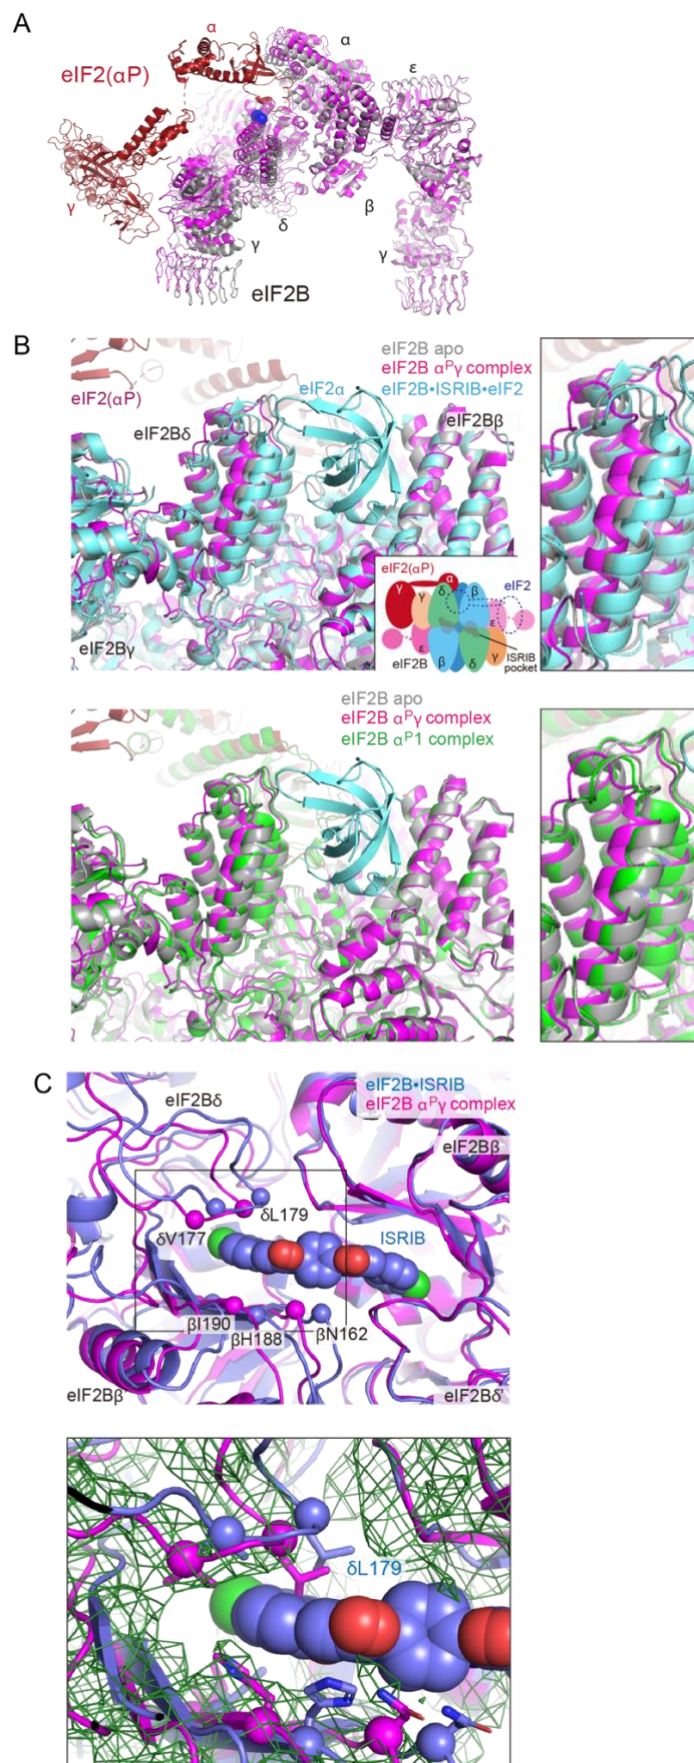 A
α
α
ε
eIF2(αP)
γ
δ
β
γ
γ
eIF2B
B
eIF2B apo
eIF2B αᴾγ complex
eIF2B•ISRIB•eIF2
eIF2(αP)
eIF2α
eIF2Bδ
eIF2Bβ
eIF2(αP)
α
γ
γ
δ
β
eIF2
ε
ε
eIF2B
β
δ
γ
ISRIB
pocket
eIF2Bγ
eIF2B apo
eIF2B αᴾγ complex
eIF2B αᴾ1 complex
C
eIF2B•ISRIB
eIF2B αᴾγ complex
eIF2Bδ
eIF2Bβ'
δL179
δV177
ISRIB
βI190
βH188
βN162
eIF2Bβ
eIF2Bδ'
δL179